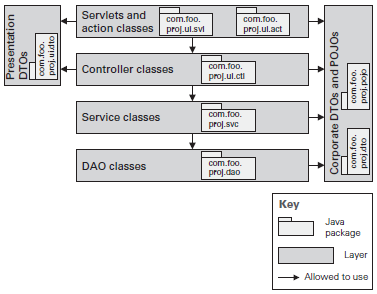 Presentation
DTOs
com.foo.
proj.ui.dto
Servlets and
action classes
com.foo.
proj.ui.svl
com.foo.
proj.ui.act
Controller classes
com.foo.
proj.ui.ctl
Service classes
com.foo.
proj.svc
DAO classes
com.foo.
proj.dao
Corporate DTOs and POJOs
com.foo.
proj.pojo
com.foo.
proj.dto
Key
Java
package
Layer
Allowed to use